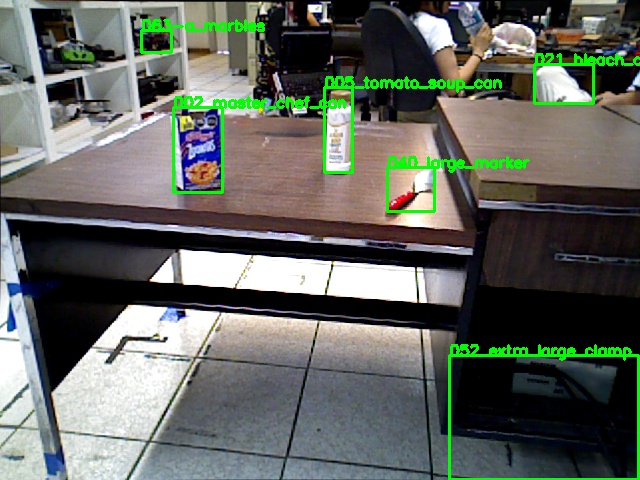 063-a_marbles
021_bleach_c
005_tomato_soup_can
002_master_chef_can
040_large_marker
052_extra_large_clamp